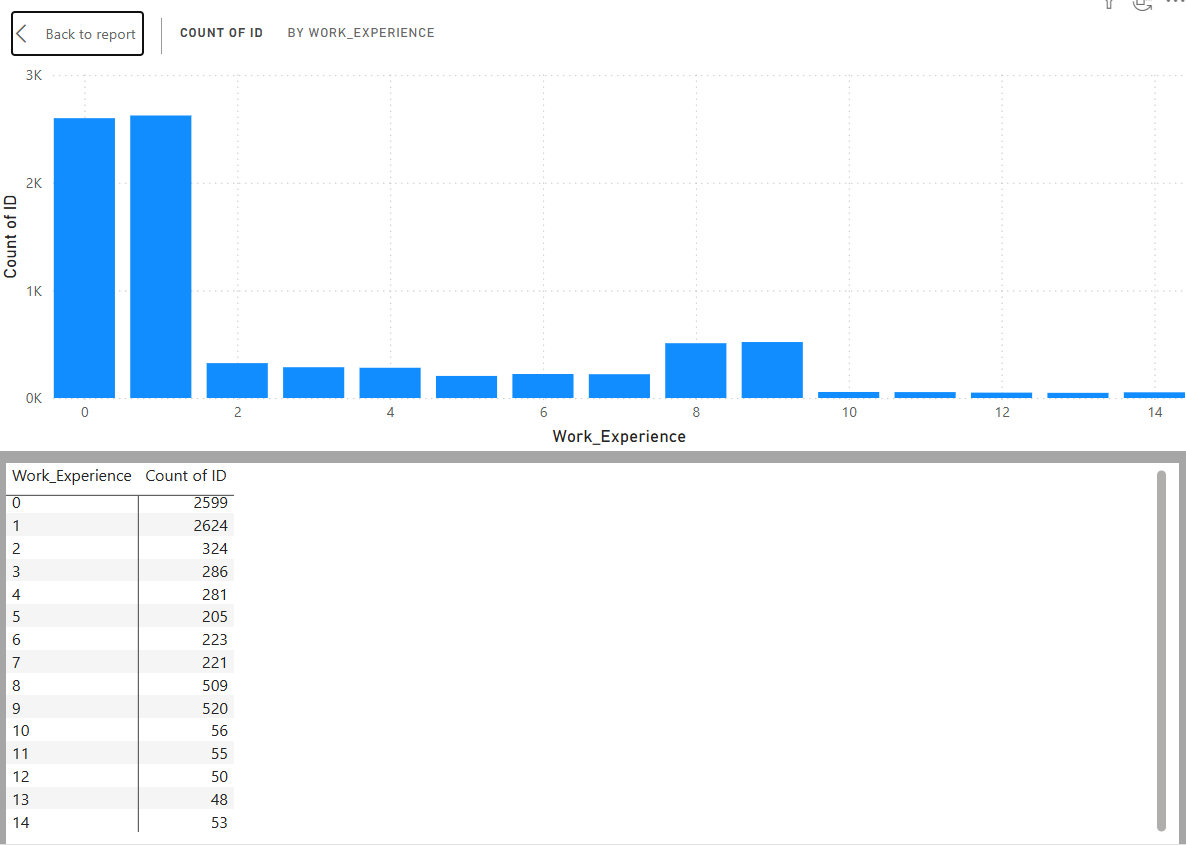 Back to report COUNT OF ID BY WORK_EXPERIENCE
3K
2K
1K
0K
Count of ID
0 2 4 6 8 10 12 14
Work_Experience
Work_Experience Count of ID
0 2599
1 2624
2 324
3 286
4 281
5 205
6 223
7 221
8 509
9 520
10 56
11 55
12 50
13 48
14 53